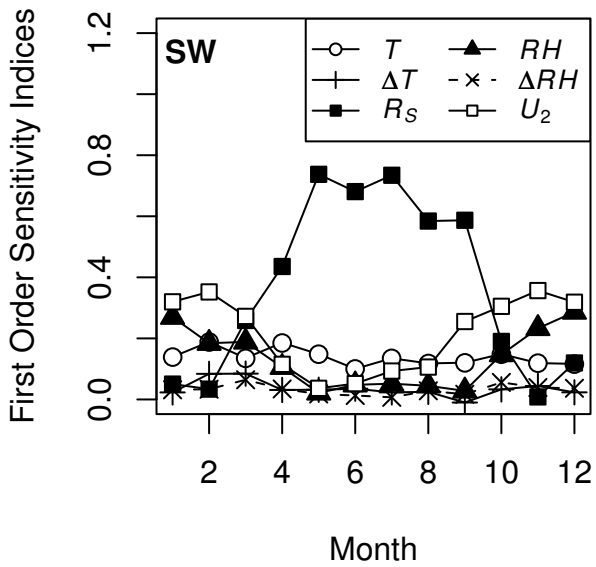 First Order Sensitivity Indices
1.2
0.8
0.4
0.0
SW
T
ΔT
R_S
RH
ΔRH
U_2
2 4 6 8 10 12
Month